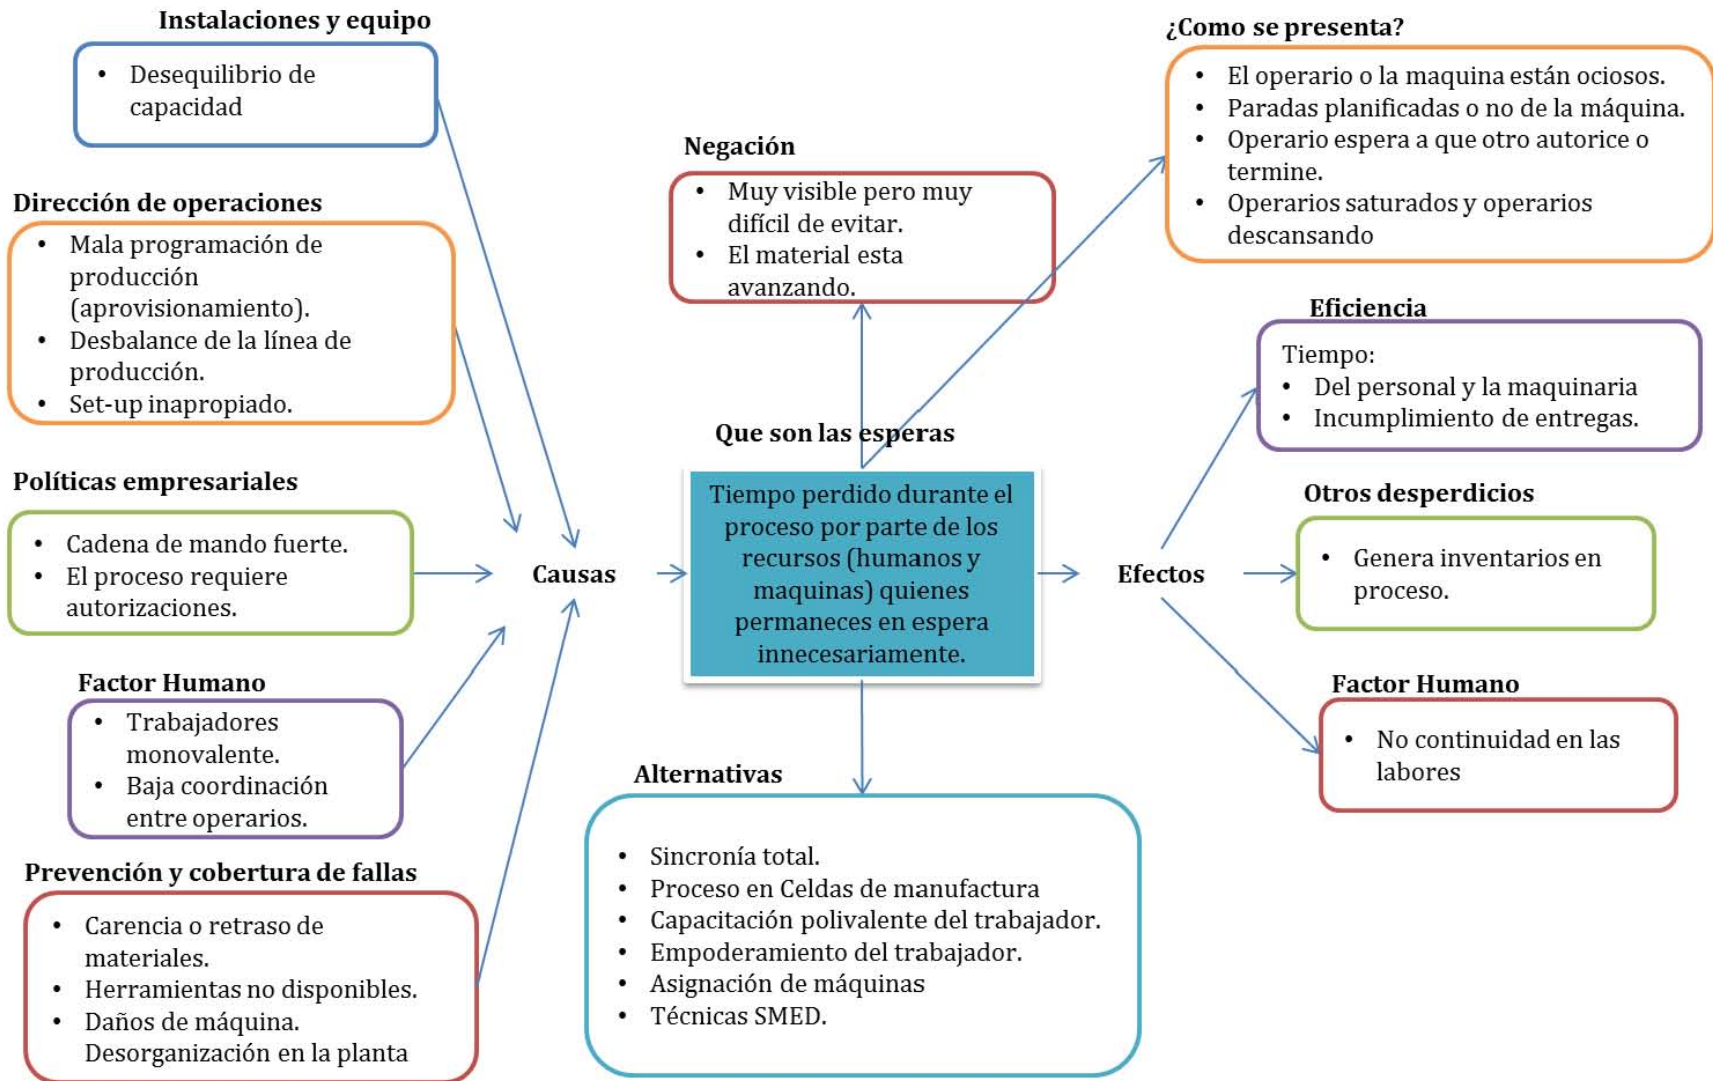 Instalaciones y equipo
• Desequilibrio de
capacidad
Dirección de operaciones
• Mala programación de
producción
(aprovisionamiento).
• Desbalance de la línea de
producción.
• Set-up inapropiado.
Políticas empresariales
• Cadena de mando fuerte.
• El proceso requiere
autorizaciones.
Factor Humano
• Trabajadores
monovalente.
• Baja coordinación
entre operarios.
Prevención y cobertura de fallas
• Carencia o retraso de
materiales.
• Herramientas no disponibles.
• Daños de máquina.
Desorganización en la planta
Causas
Negación
• Muy visible pero muy
difícil de evitar.
• El material esta
avanzando.
Que son las esperas
Tiempo perdido durante el
proceso por parte de los
recursos (humanos y
maquinas) quienes
permaneces en espera
innecesariamente.
Alternativas
• Sincronía total.
• Proceso en Celdas de manufactura
• Capacitación polivalente del trabajador.
• Empoderamiento del trabajador.
• Asignación de máquinas
• Técnicas SMED.
¿Como se presenta?
• El operario o la maquina están ociosos.
• Paradas planificadas o no de la máquina.
• Operario espera a que otro autorice o
termine.
• Operarios saturados y operarios
descansando
Efectos
Eficiencia
Tiempo:
• Del personal y la maquinaria
• Incumplimiento de entregas.
Otros desperdicios
• Genera inventarios en
proceso.
Factor Humano
• No continuidad en las
labores